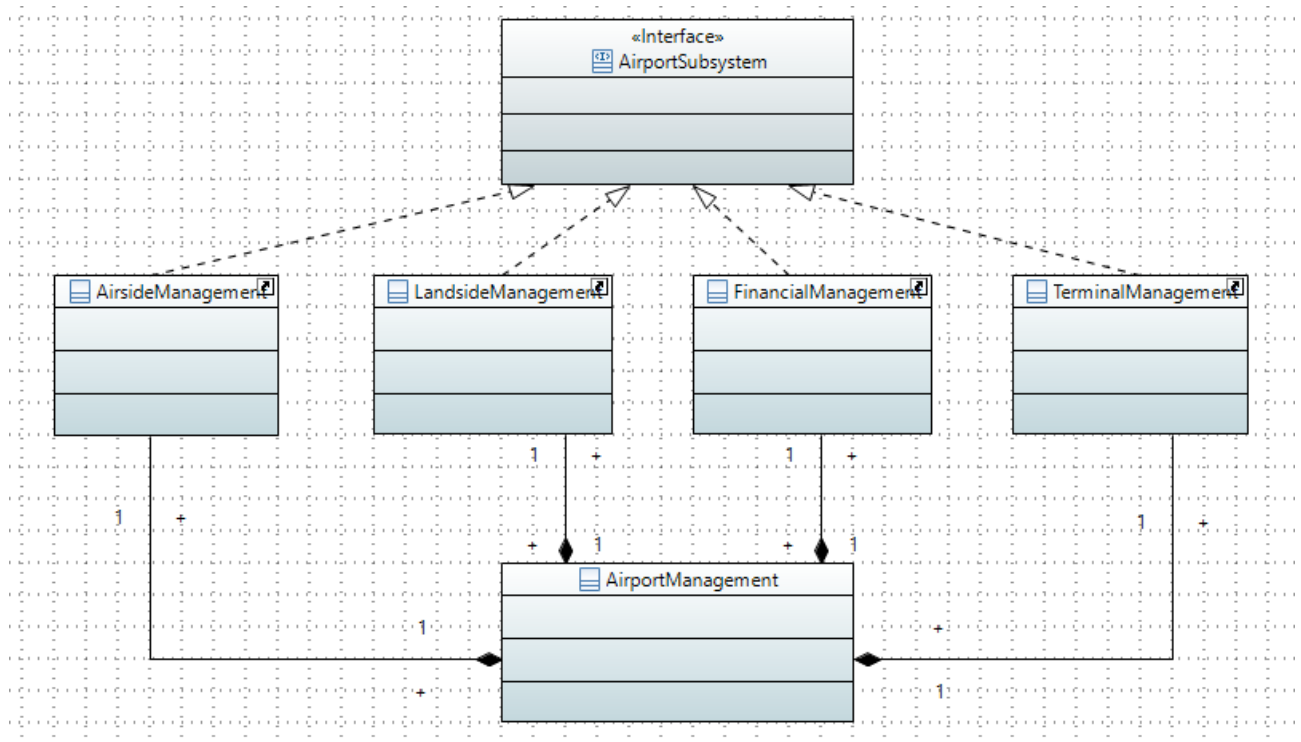 «Interface»
AirportSubsystem
AirsideManagement
LandsideManagement
FinancialManagement
TerminalManagement
1 +
1 +
1 +
1 +
+ 1
+ 1
AirportManagement
1
+
+
1